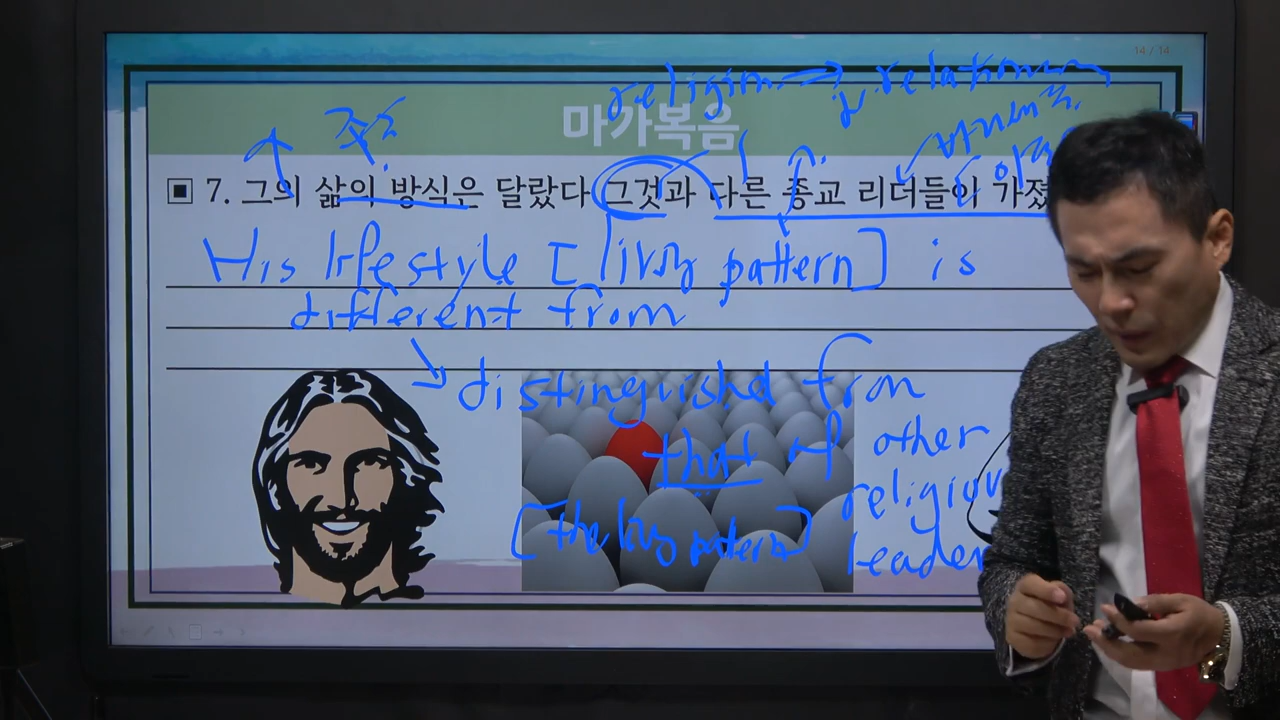 14 / 14
religion → relation
마가복음
■ 7. 그의 삶의 방식은 달랐다 그것과 다른 종교 리더들이 가졌
His lifestyle [living pattern] is
different from
distinguished from
that of other
religiou
[the living pattern]
leader